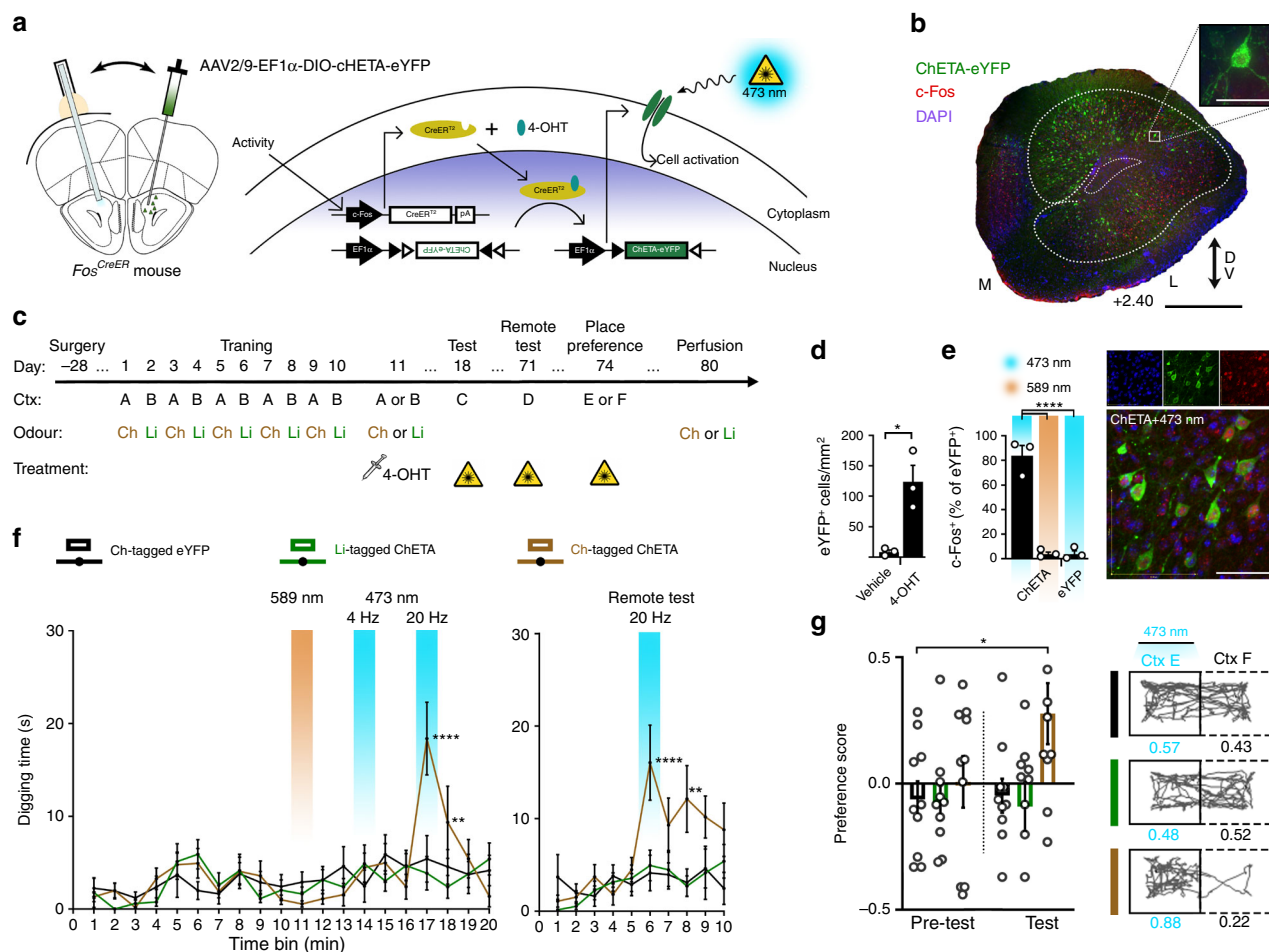 a
AAV2/9-EF1α-DIO-cHETA-eYFP
473 nm
CreERT2 + 4-OHT
Activity
Cell activation
CreERT2
c-Fos CreERT2 pA
Cytoplasm
EF1α ChETA-eYFP EF1α ChETA-eYFP
Nucleus
FosCreER mouse
b
ChETA-eYFP
c-Fos
DAPI
D
V
M L
+2.40
c
Surgery Traning Test Remote test Place preference Perfusion
Day: –28 ... 1 2 3 4 5 6 7 8 9 10 ... 11 ... 18 ... 71 ... 74 ... 80
Ctx: A B A B A B A B A B A or B C D E or F
Odour: Ch Li Ch Li Ch Li Ch Li Ch Li Ch or Li Ch or Li
Treatment: 4-OHT
d
eYFP+ cells/mm2
200
150
100
50
0
*
Vehicle 4-OHT
e
473 nm
589 nm
****
c-Fos+ (% of eYFP+)
100
80
60
40
20
0
ChETA eYFP
ChETA+473 nm
f
Ch-tagged eYFP Li-tagged ChETA Ch-tagged ChETA
589 nm 473 nm
4 Hz 20 Hz
Digging time (s)
30
20
10
0
****
**
0 1 2 3 4 5 6 7 8 9 10 11 12 13 14 15 16 17 18 19 20
Time bin (min)
Remote test
20 Hz
30
20
10
0
****
**
0 1 2 3 4 5 6 7 8 9 10
g
Preference score
0.5
0.0
–0.5
*
Pre-test Test
473 nm
Ctx E Ctx F
0.57 0.43
0.48 0.52
0.88 0.22